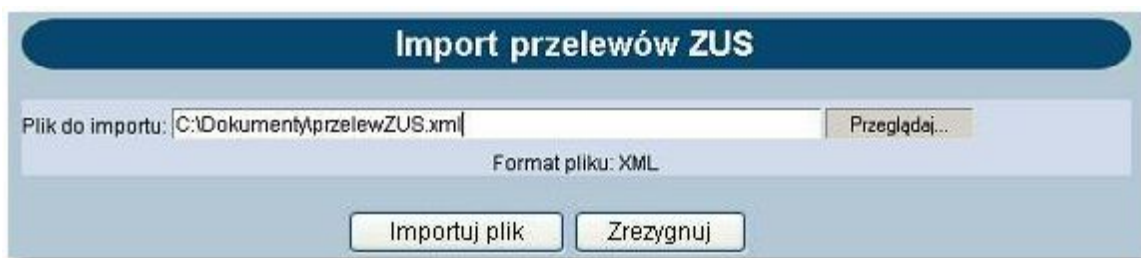 Import przelewów ZUS
Plik do importu: C:\Dokumenty\przelewZUS.xml Przeglądaj...
Format pliku: XML
Importuj plik Zrezygnuj